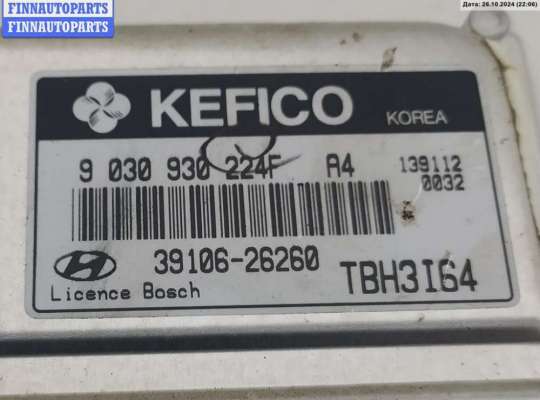 FINNAUTOPARTS
FINNAUTOPARTS
Дата: 26.10.2024 (22:06)
KEFICO
KOREA
9 030 930 224F A4
139112
0032
39106-26260
TBH3I64
Licence Bosch